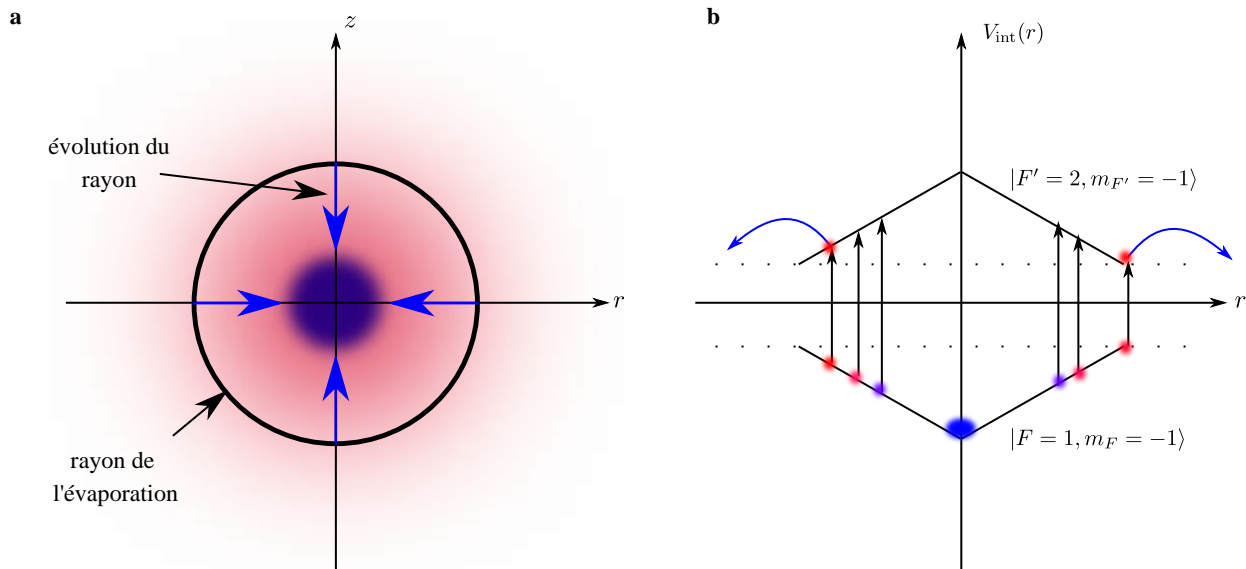 a
z
évolution du
rayon
r
rayon de
l'évaporation
b
V_int(r)
|F′ = 2, m_F′ = −1⟩
r
|F = 1, m_F = −1⟩